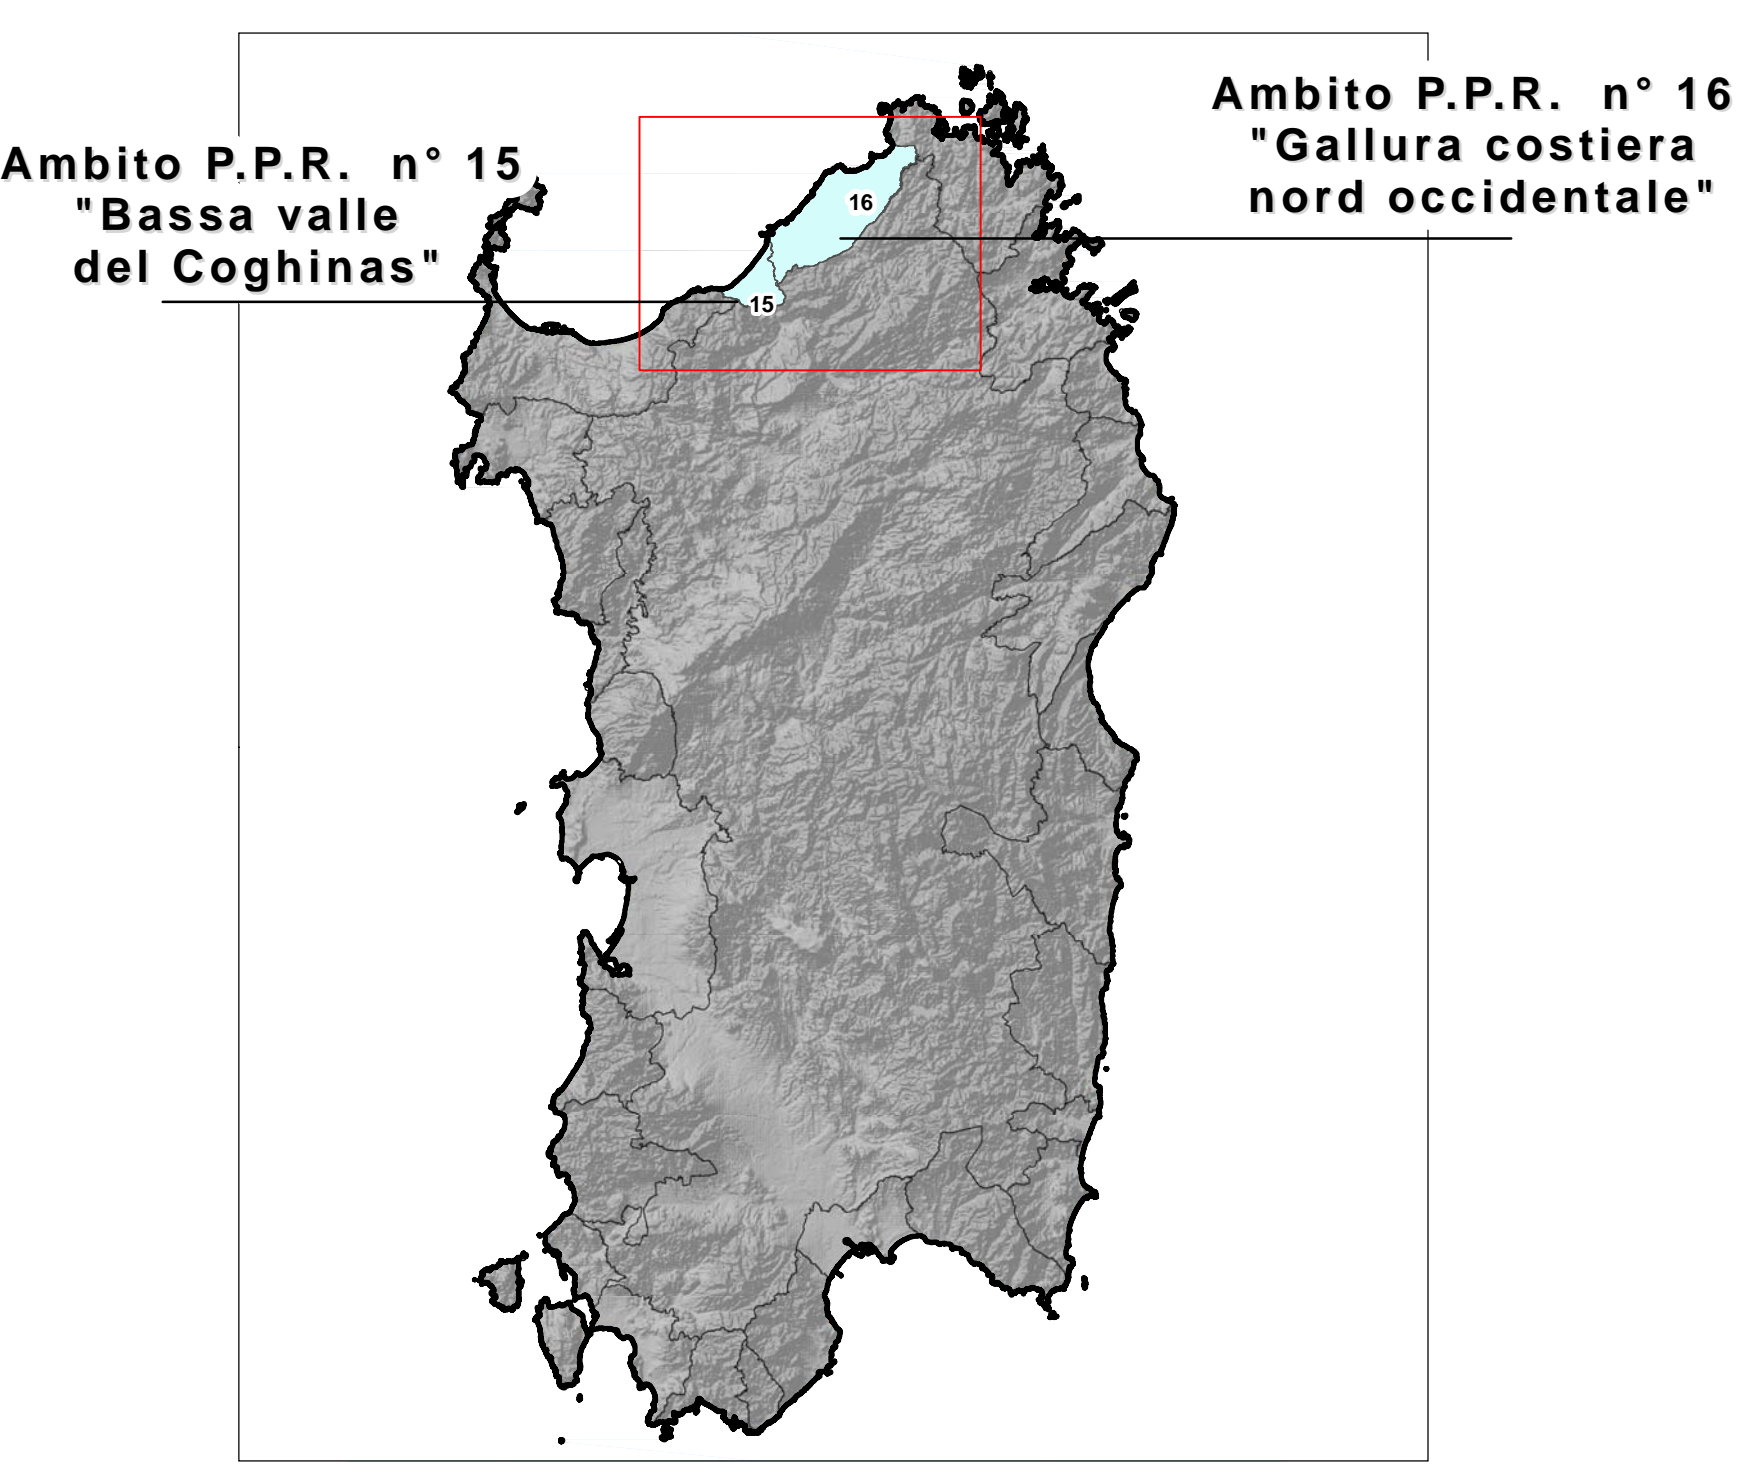 Ambito P.P.R. n° 15
"Bassa valle
del Coghinas"
Ambito P.P.R. n° 16
"Gallura costiera
nord occidentale"
16
15